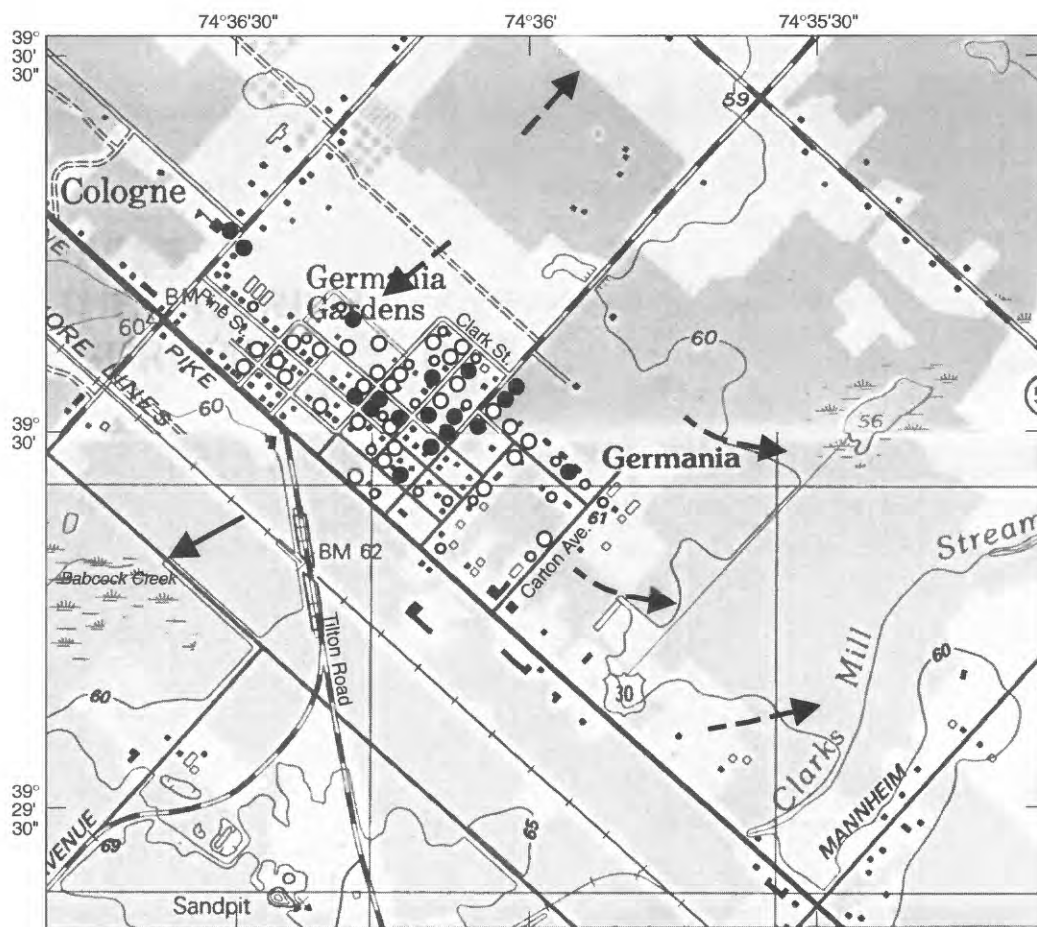 74°36'30"
74°36'
74°35'30"
39°
30'
30"
59
Cologne
Germania
Gardens
BM
60
Pine St.
Clark St.
PIKE
LINES
60
60
56
39°
30'
Germania
61
Carton Ave.
BM 62
Babcock Creek
Tilton Road
Stream
Mill
Clarks
30
60
60
MANNHEIM
39°
29'
30"
69
65
Sandpit